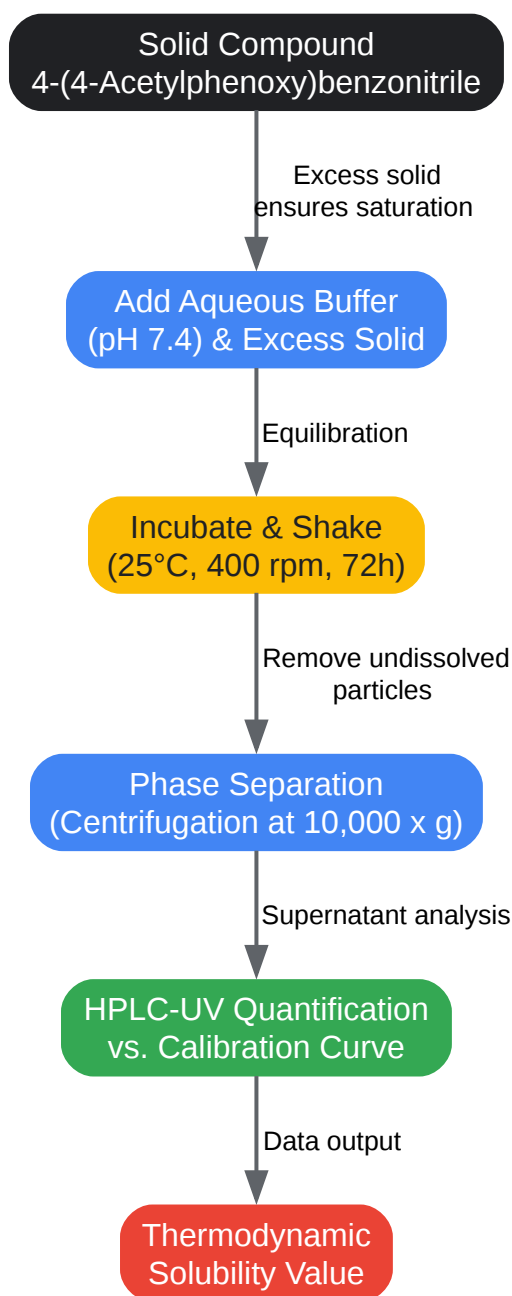 Solid Compound
4-(4-Acetylphenoxy)benzonitrile
Excess solid
ensures saturation
Add Aqueous Buffer
(pH 7.4) & Excess Solid
Equilibration
Incubate & Shake
(25°C, 400 rpm, 72h)
Remove undissolved
particles
Phase Separation
(Centrifugation at 10,000 x g)
Supernatant analysis
HPLC-UV Quantification
vs. Calibration Curve
Data output
Thermodynamic
Solubility Value